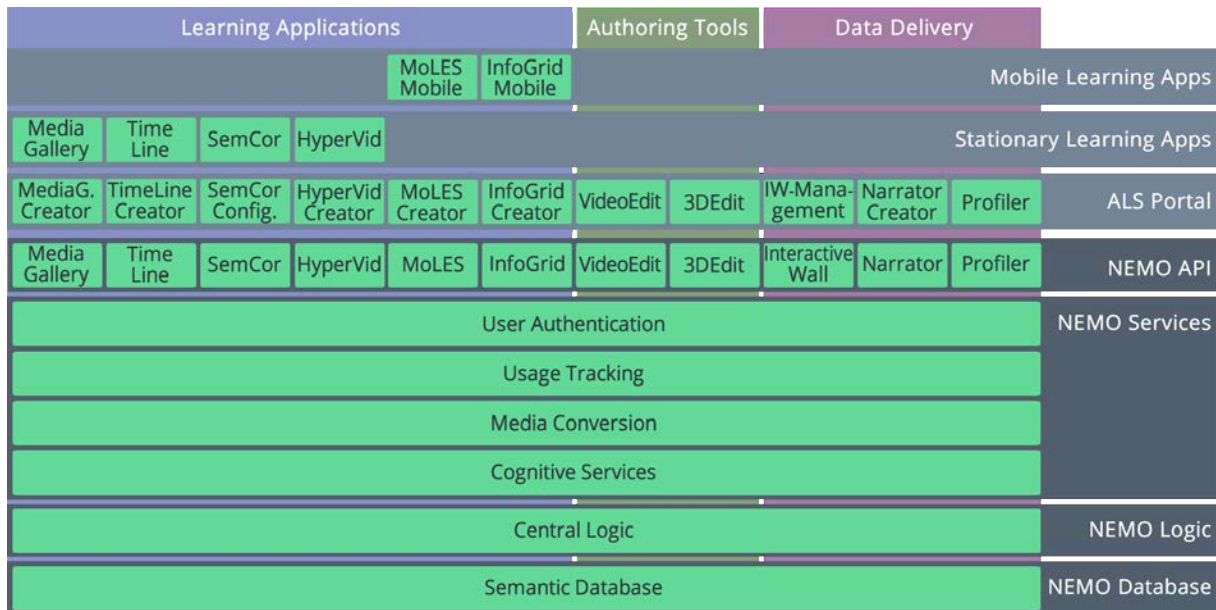 Learning Applications
Authoring Tools
Data Delivery
MoLES
Mobile
InfoGrid
Mobile
Mobile Learning Apps
Media
Gallery
Time
Line
SemCor
HyperVid
Stationary Learning Apps
MediaG.
Creator
TimeLine
Creator
SemCor
Config.
HyperVid
Creator
MoLES
Creator
InfoGrid
Creator
VideoEdit
3DEdit
IW-Mana-
gement
Narrator
Creator
Profiler
ALS Portal
Media
Gallery
Time
Line
SemCor
HyperVid
MoLES
InfoGrid
VideoEdit
3DEdit
Interactive
Wall
Narrator
Profiler
NEMO API
User Authentication
NEMO Services
Usage Tracking
Media Conversion
Cognitive Services
Central Logic
NEMO Logic
Semantic Database
NEMO Database